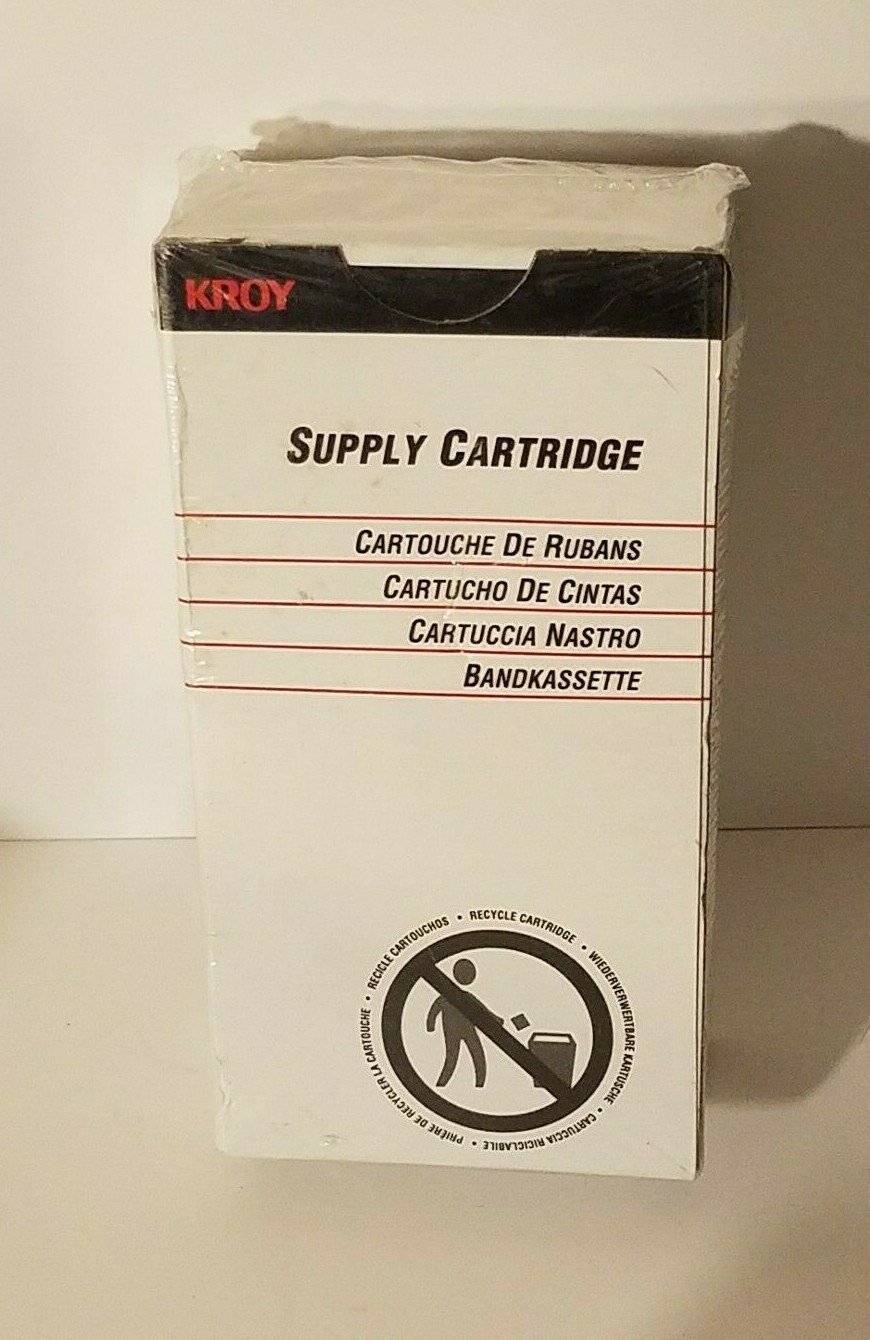 KROY
SUPPLY CARTRIDGE
CARTOUCHE DE RUBANS
CARTUCHO DE CINTAS
CARTUCCIA NASTRO
BANDKASSETTE
RECYCLE CARTRIDGE • WIEDERVERWERTBARE KARTUSCHE • CARTUCCIA RICICLABILE • PRIÈRE DE RECYCLER LA CARTOUCHE • RECICLE CARTOUCHOS •